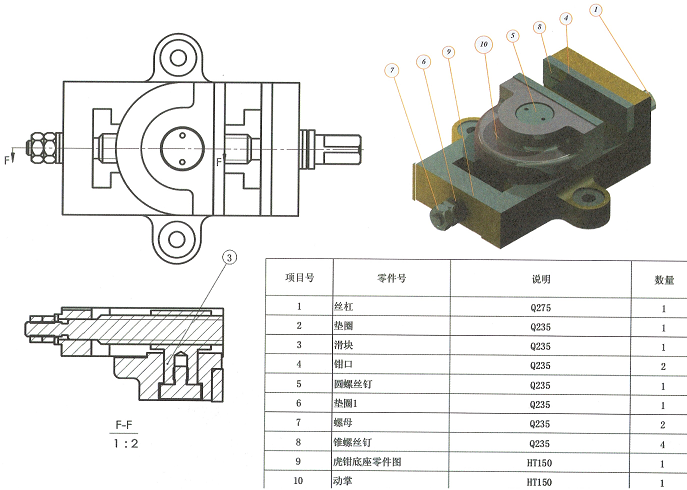 1
4
8
5
10
9
6
7
F
F
3
F-F
1:2
项目号 零件号 说明 数量
1 丝杠 Q275 1
2 垫圈 Q235 1
3 滑块 Q235 1
4 钳口 Q235 2
5 圆螺丝钉 Q235 1
6 垫圈1 Q235 1
7 螺母 Q235 2
8 锥螺丝钉 Q235 4
9 虎钳底座零件图 HT150 1
10 动掌 HT150 1